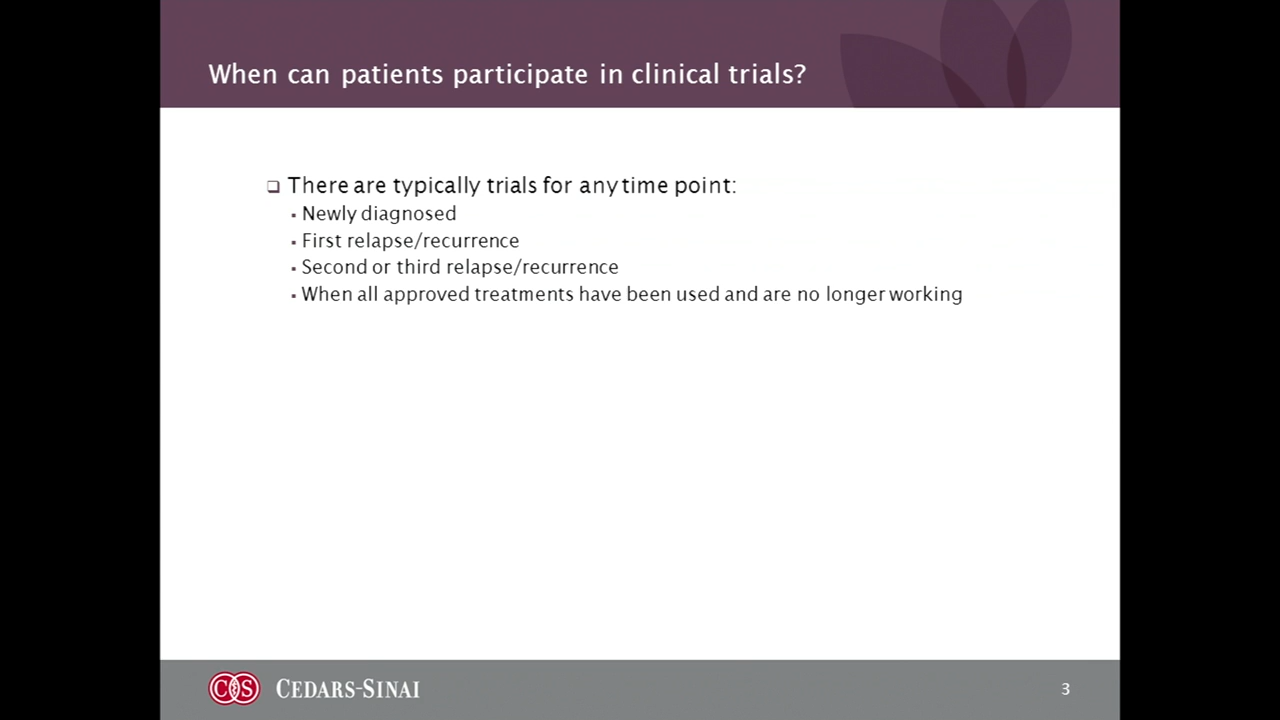 When can patients participate in clinical trials?
There are typically trials for any time point:
Newly diagnosed
First relapse/recurrence
Second or third relapse/recurrence
When all approved treatments have been used and are no longer working
CS CEDARS-SINAI
3